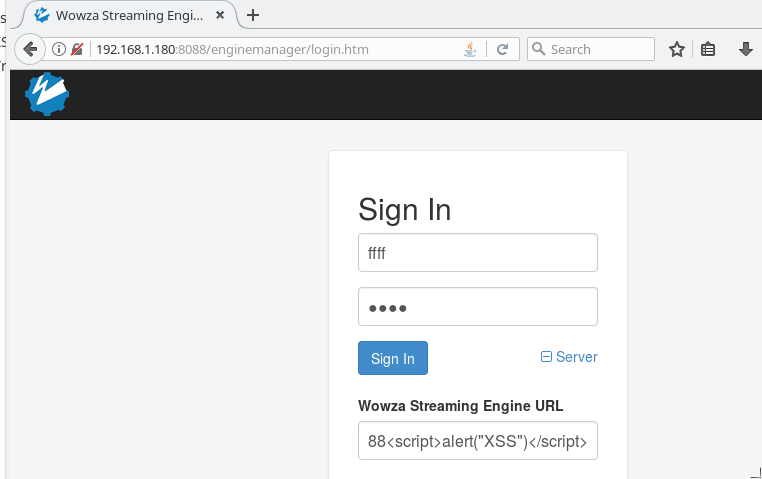 Wowza Streaming Engi...
192.168.1.180:8088/enginemanager/login.htm
Search
Sign In
ffff
●●●●
Sign In
Server
Wowza Streaming Engine URL
88<script>alert("XSS")</script>